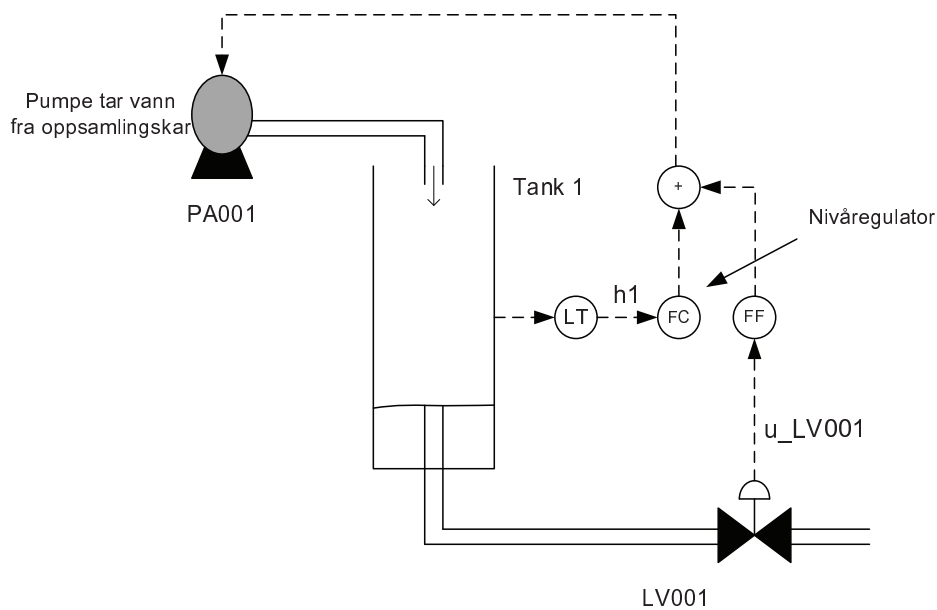 Pumpe tar vann
fra oppsamlingskar
PA001
Tank 1
+
Nivåregulator
h1
LT
FC
FF
u_LV001
LV001